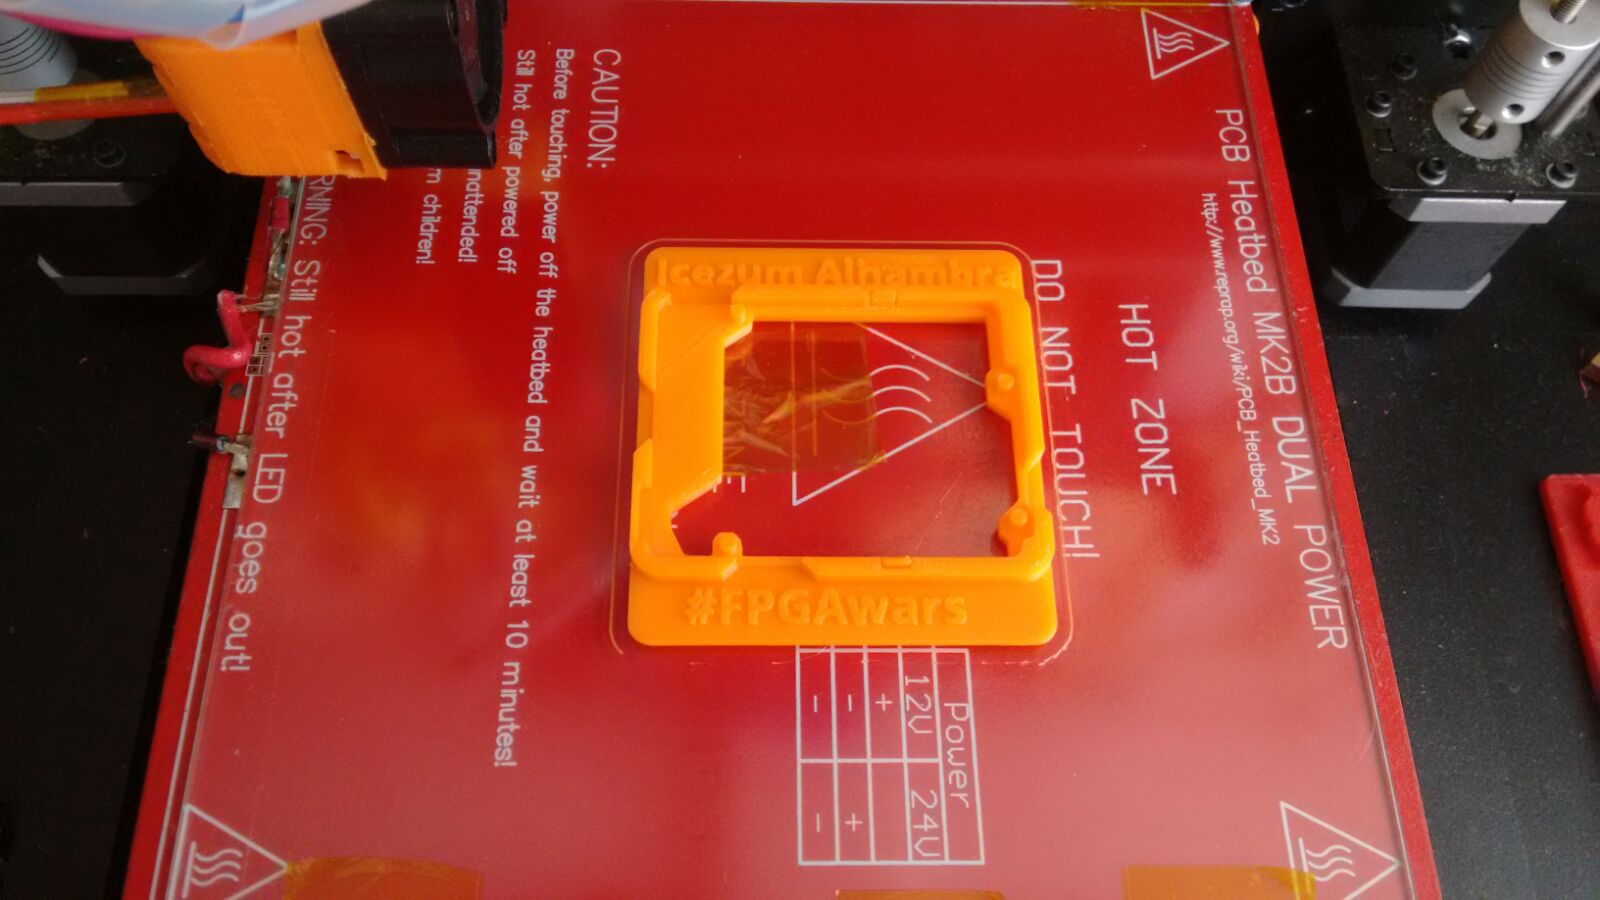 CAUTION:
Before touching, power off the heatbed and wait at least 10 minutes!
Still hot after powered off
children!
Still hot after LED goes out!
PCB Heatbed MK2B DUAL POWER
http://www.reprap.org/wiki/PCB_Heatbed_MK2
HOT ZONE
DO NOT TOUCH!
Icezum Alhambra
#FPGAwars
Power
12V 24V
+
- +
- -